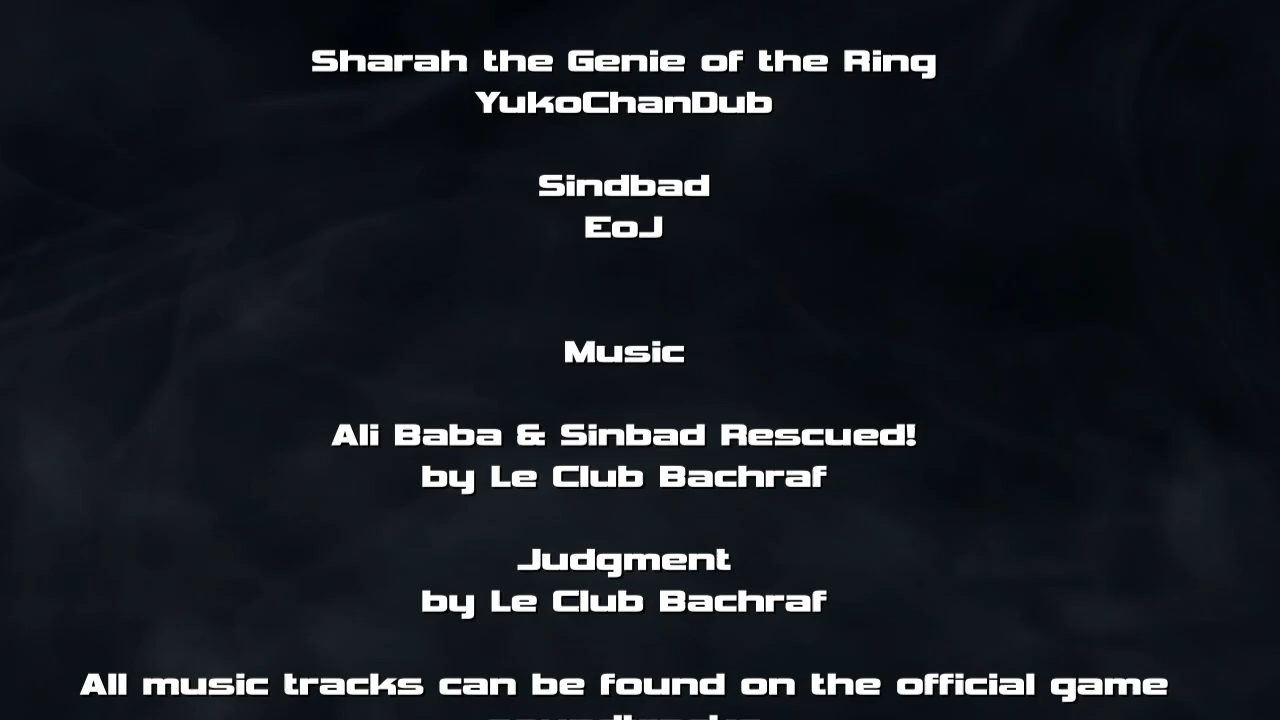 Sharah the Genie of the Ring
YukoChanDub
Sindbad
EoJ
Music
Ali Baba & Sinbad Rescued!
by Le Club Bachraf
Judgment
by Le Club Bachraf
All music tracks can be found on the official game